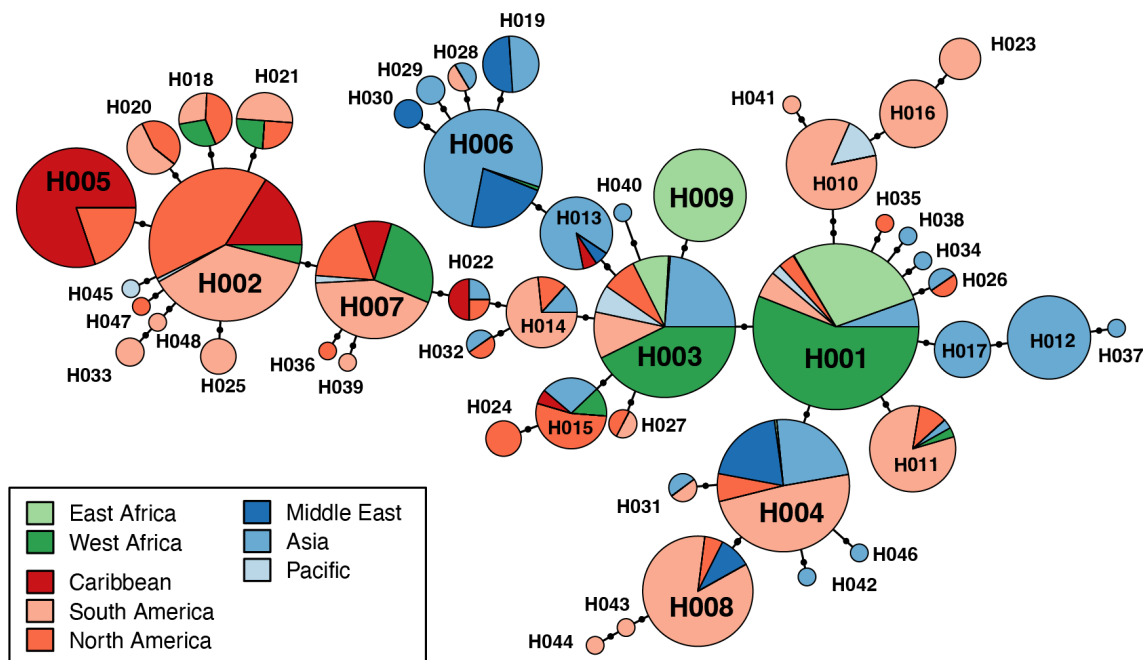 H019
H028
H029
H030
H018
H021
H020
H023
H041
H016
H006
H005
H009
H010
H040
H013
H035
H038
H034
H026
H002
H007
H022
H045
H047
H048
H033
H025
H036
H039
H014
H032
H003
H001
H017
H012
H037
H024
H015
H027
H011
H031
H004
H046
H042
H008
H043
H044
East Africa
West Africa
Caribbean
South America
North America
Middle East
Asia
Pacific